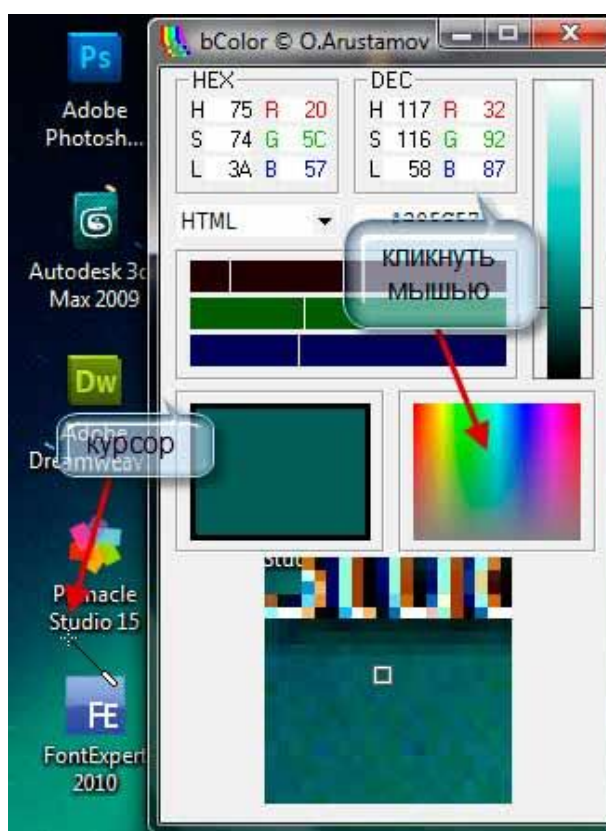 Ps
Adobe
Photosh...
Autodesk 3d
Max 2009
Dw
Adobe
Dreamweav
Pinnacle
Studio 15
FE
FontExpert
2010
bColor © O.Arustamov
HEX
H 75 R 20
S 74 G 5C
L 3A B 57
DEC
H 117 R 32
S 116 G 92
L 58 B 87
HTML
кликнуть
мышью
курсор